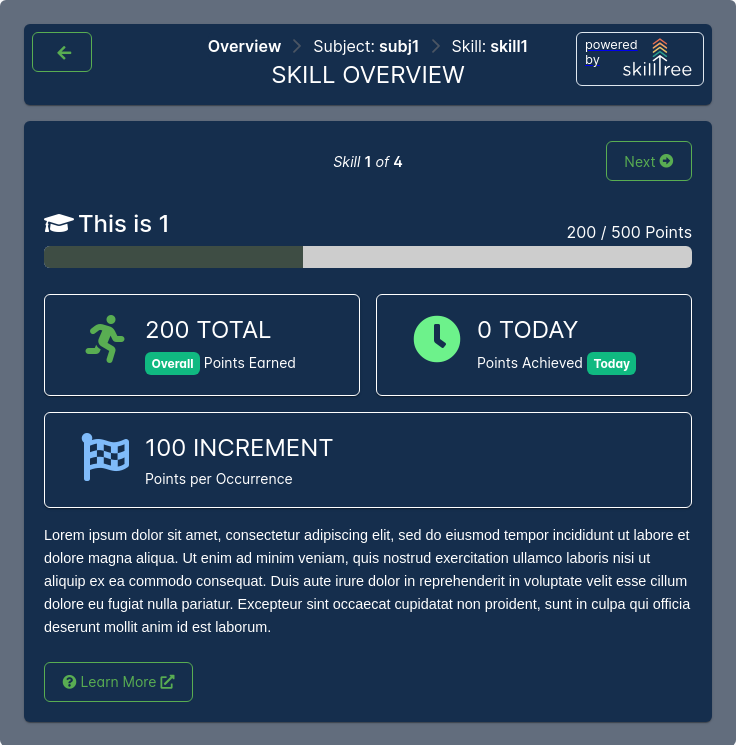 Overview Subject: subj1 Skill: skill1
SKILL OVERVIEW
powered
by
skilltree
Skill 1 of 4
Next
This is 1
200 / 500 Points
200 TOTAL
Overall Points Earned
0 TODAY
Points Achieved Today
100 INCREMENT
Points per Occurrence
Lorem ipsum dolor sit amet, consectetur adipiscing elit, sed do eiusmod tempor incididunt ut labore et
dolore magna aliqua. Ut enim ad minim veniam, quis nostrud exercitation ullamco laboris nisi ut
aliquip ex ea commodo consequat. Duis aute irure dolor in reprehenderit in voluptate velit esse cillum
dolore eu fugiat nulla pariatur. Excepteur sint occaecat cupidatat non proident, sunt in culpa qui officia
deserunt mollit anim id est laborum.
Learn More